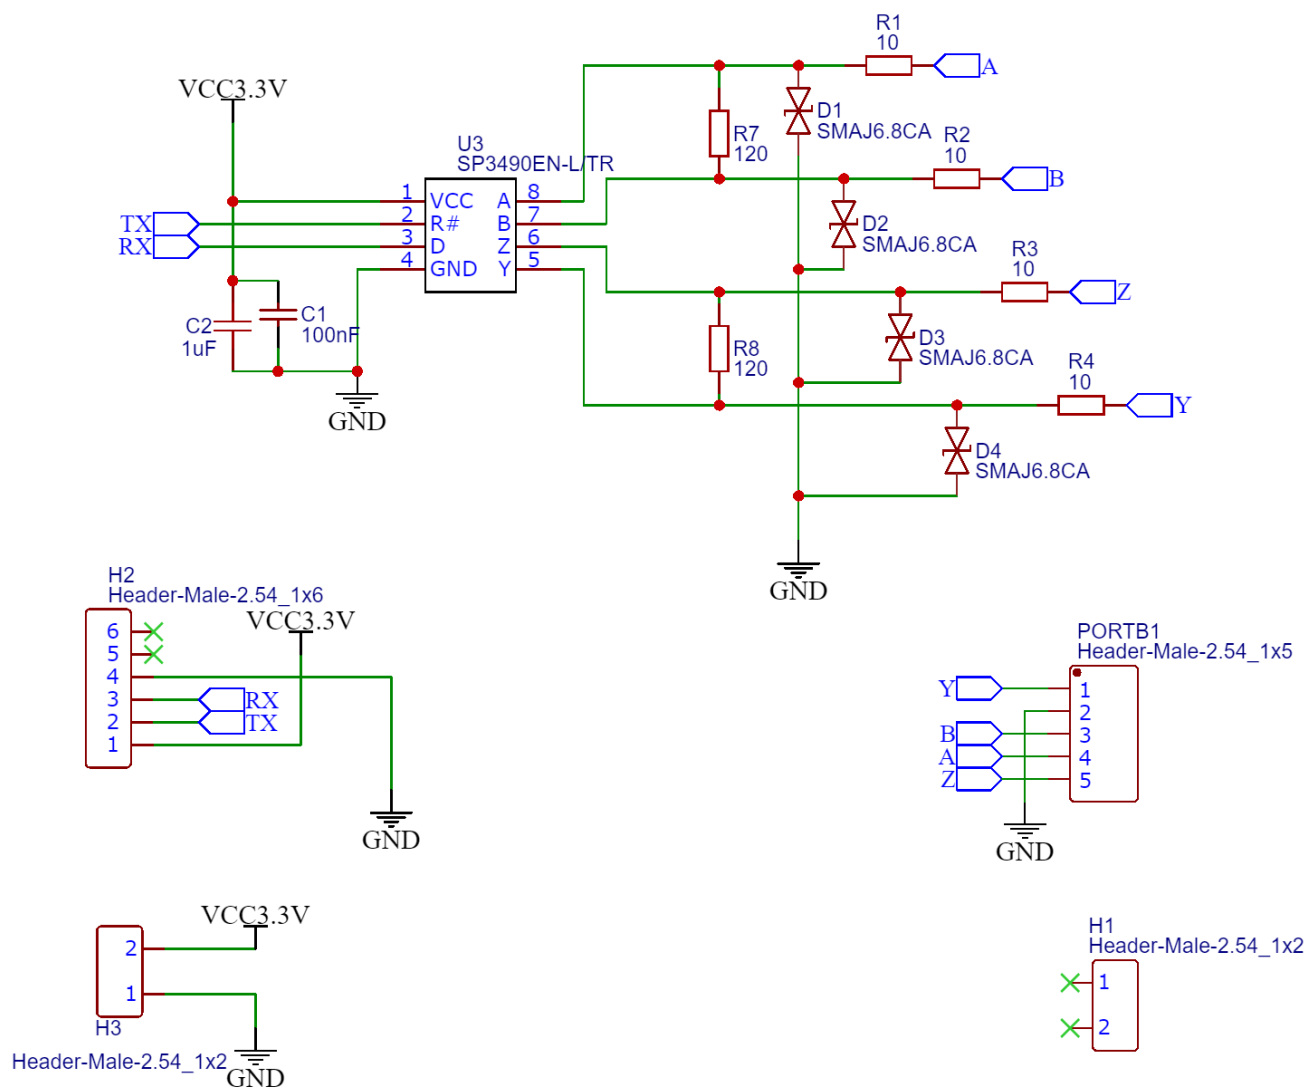 R1
10
A
VCC3.3V
D1
SMAJ6.8CA
R7
120
R2
10
B
U3
SP3490EN-L/TR
1 VCC A 8
2 R# B 7
3 D Z 6
4 GND Y 5
TX
RX
D2
SMAJ6.8CA
R3
10
Z
C2
1uF
C1
100nF
GND
R8
120
D3
SMAJ6.8CA
R4
10
Y
D4
SMAJ6.8CA
GND
H2
Header-Male-2.54_1x6
VCC3.3V
6
5
4
3 RX
2 TX
1
GND
PORTB1
Header-Male-2.54_1x5
Y 1
2
B 3
A 4
Z 5
GND
VCC3.3V
2
1
H3
Header-Male-2.54_1x2
GND
H1
Header-Male-2.54_1x2
1
2